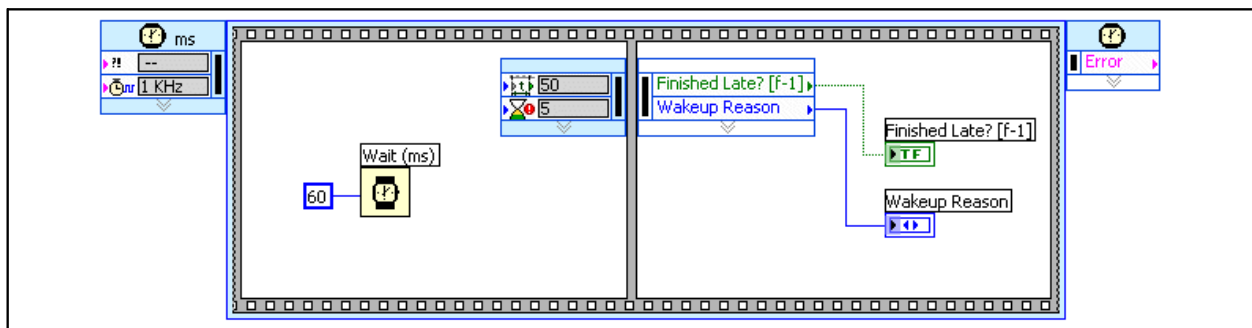 ms
?!
--
1 KHz
Error
50
5
Finished Late? [f-1]
Wakeup Reason
Wait (ms)
60
Finished Late? [f-1]
TF
Wakeup Reason